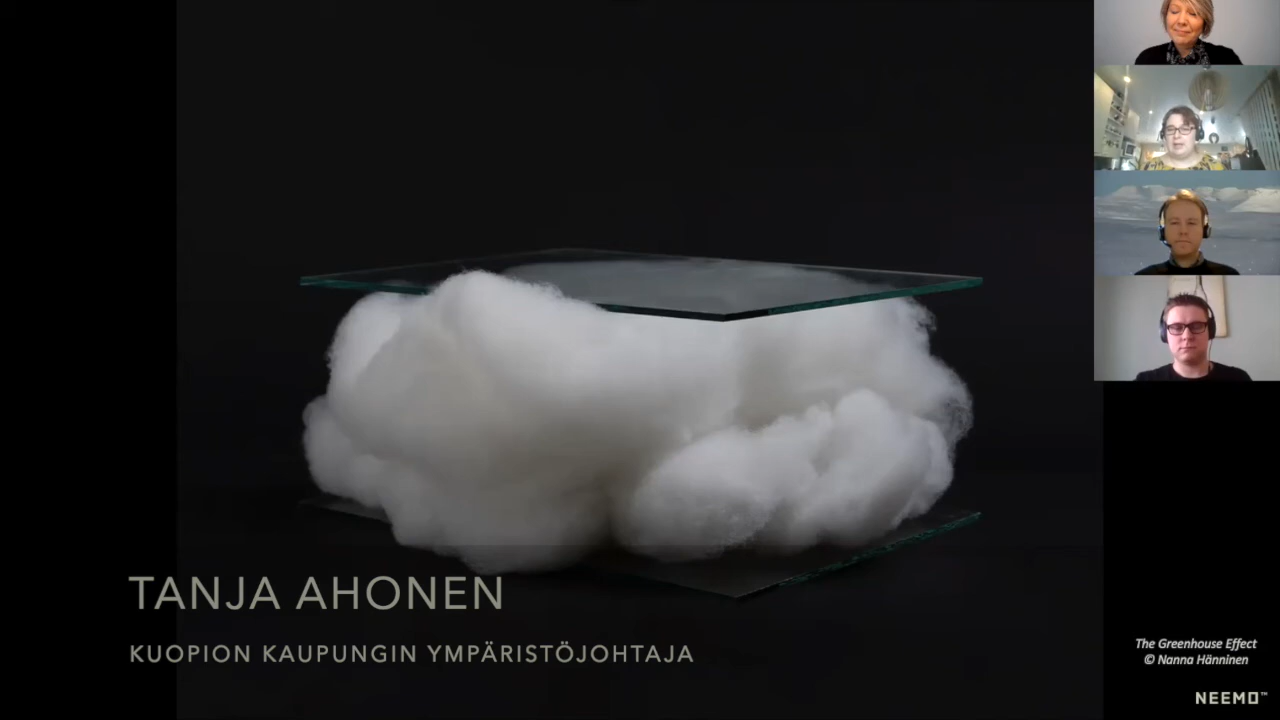 TANJA AHONEN
KUOPION KAUPUNGIN YMPÄRISTÖJOHTAJA
The Greenhouse Effect
© Nanna Hänninen
NEEMO™